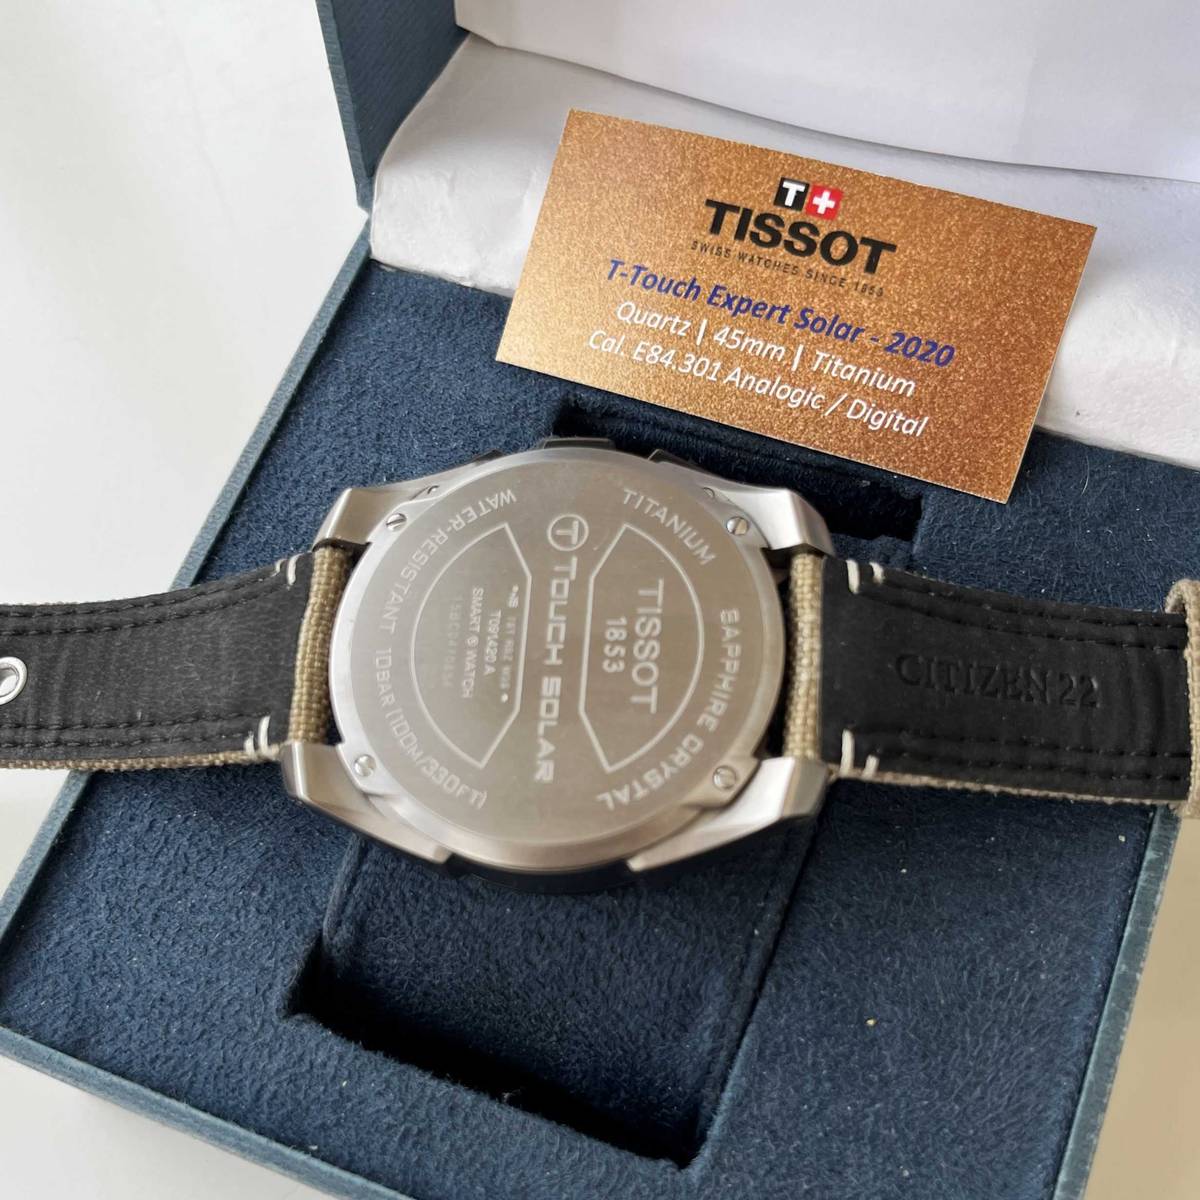 T+
TISSOT
SWISS WATCHES SINCE 1853
T-Touch Expert Solar - 2020
Quartz | 45mm | Titanium
Cal. E84.301 Analogic / Digital
TITANIUM
SAPPHIRE CRYSTAL
WATER-RESISTANT 10BAR (100M/330FT)
TISSOT
1853
T TOUCH SOLAR
T091420 A
SMART © WATCH
CITIZEN 22